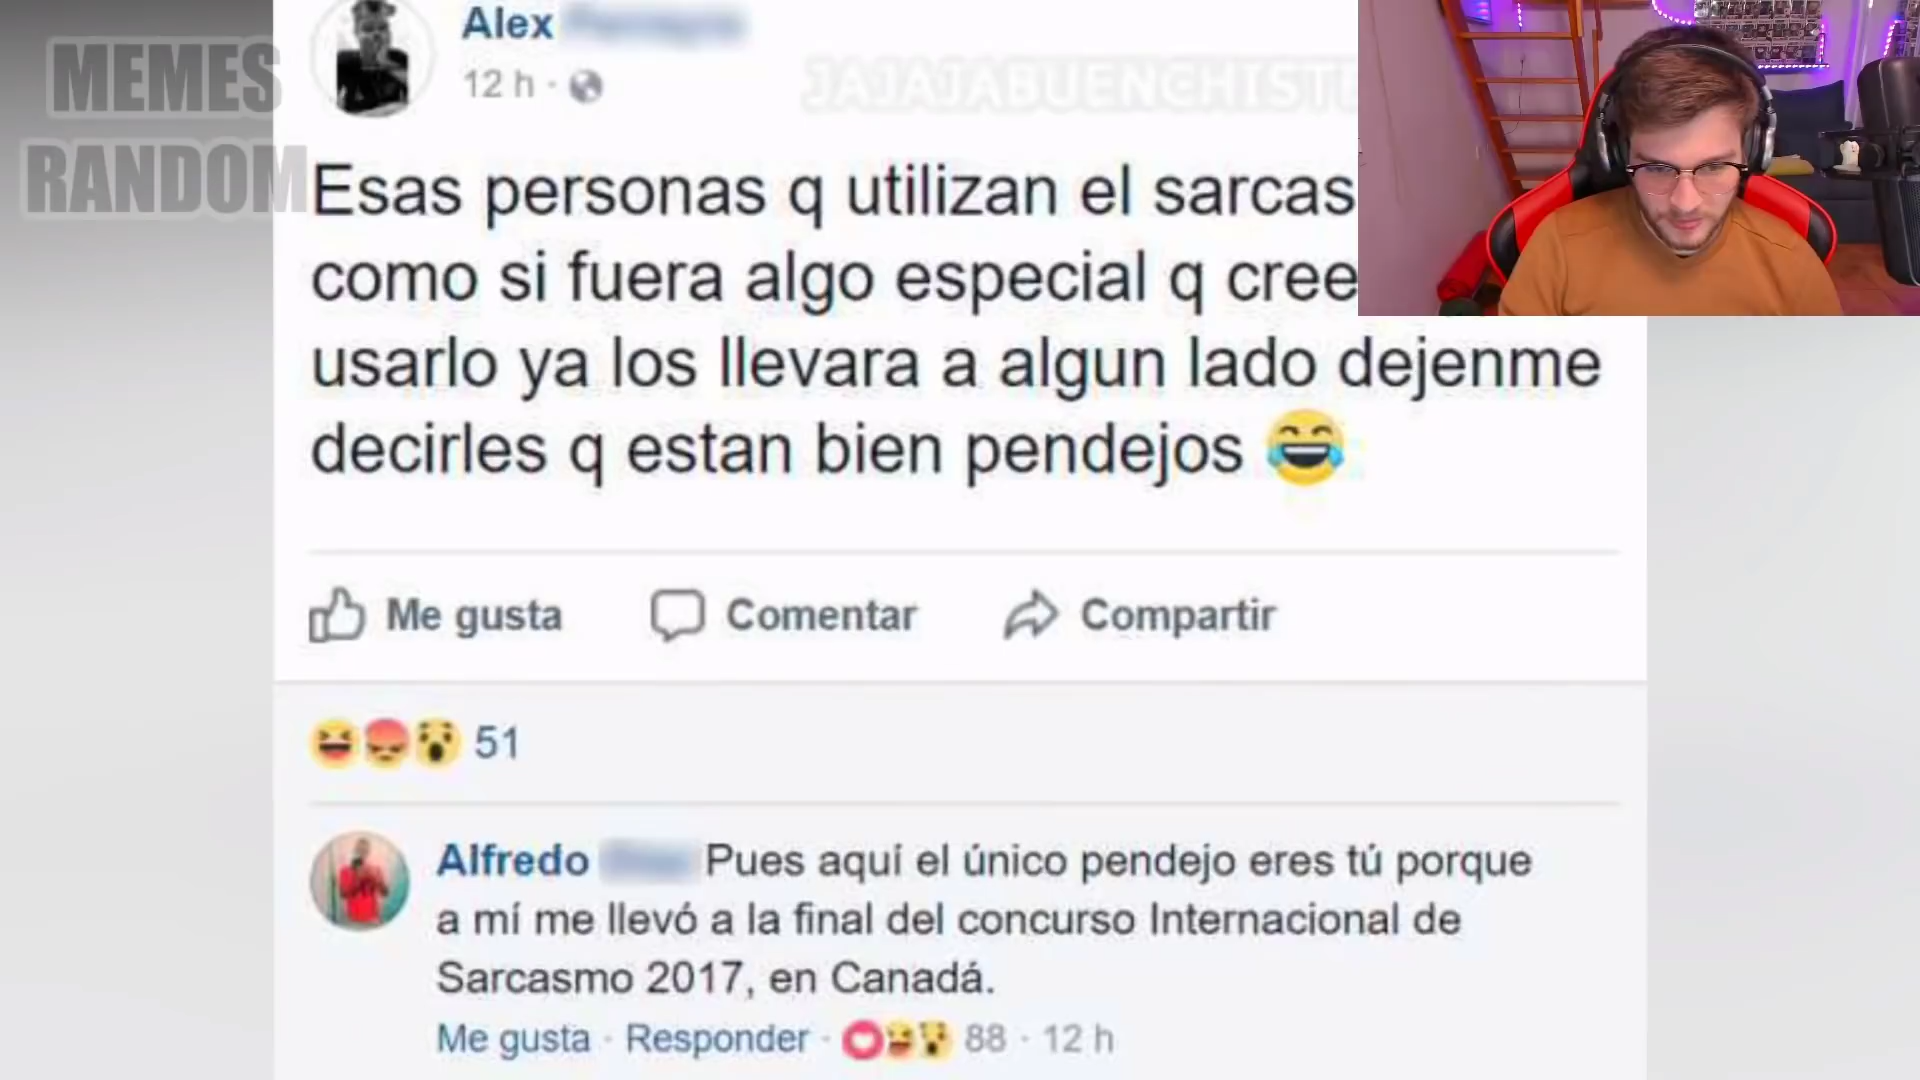 MEMES
RANDOM
Alex
12 h ·
JAJAJABUENCHISTE
Esas personas q utilizan el sarcas
como si fuera algo especial q cree
usarlo ya los llevara a algun lado dejenme
decirles q estan bien pendejos 😂
Me gusta Comentar Compartir
51
Alfredo Pues aquí el único pendejo eres tú porque
a mí me llevó a la final del concurso Internacional de
Sarcasmo 2017, en Canadá.
Me gusta · Responder · 88 · 12 h